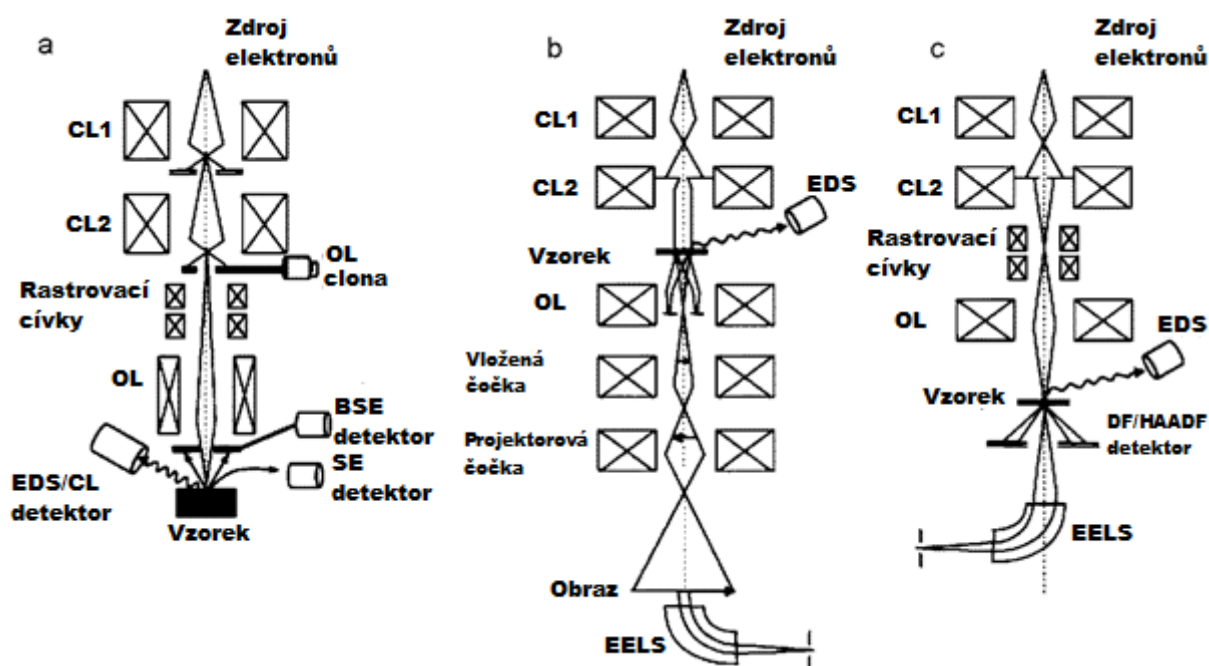 a
Zdroj
elektronů
CL1
CL2
OL
clona
Rastrovací
cívky
OL
BSE
detektor
SE
detektor
EDS/CL
detektor
Vzorek
b
Zdroj
elektronů
CL1
CL2
EDS
Vzorek
OL
Vložená
čočka
Projektorová
čočka
Obraz
EELS
c
Zdroj
elektronů
CL1
CL2
Rastrovací
cívky
OL
EDS
Vzorek
DF/HAADF
detektor
EELS